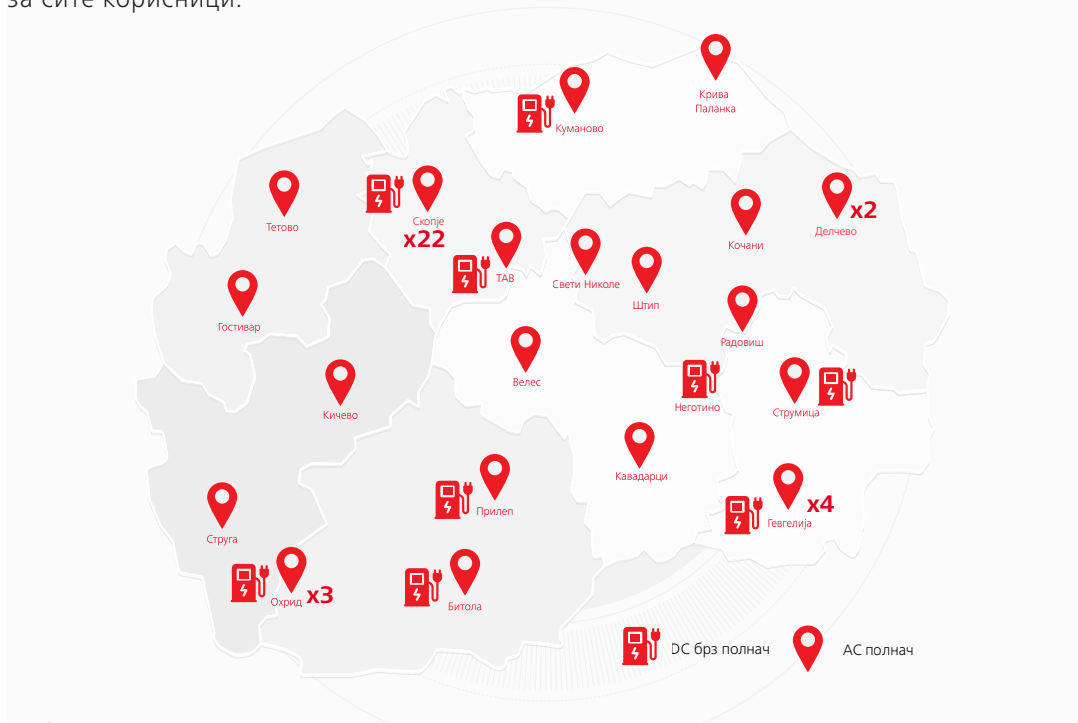 за сите корисници.
Крива
Паланка
Куманово
Тетово
Скопје
x22
x2
Делчево
Кочани
ТАВ
Свети Николе
Штип
Гостивар
Радовиш
Велес
Неготино
Струмица
Кичево
Кавадарци
Прилеп
x4
Гевгелија
Струга
Охрид x3
Битола
DC брз полнач
AC полнач